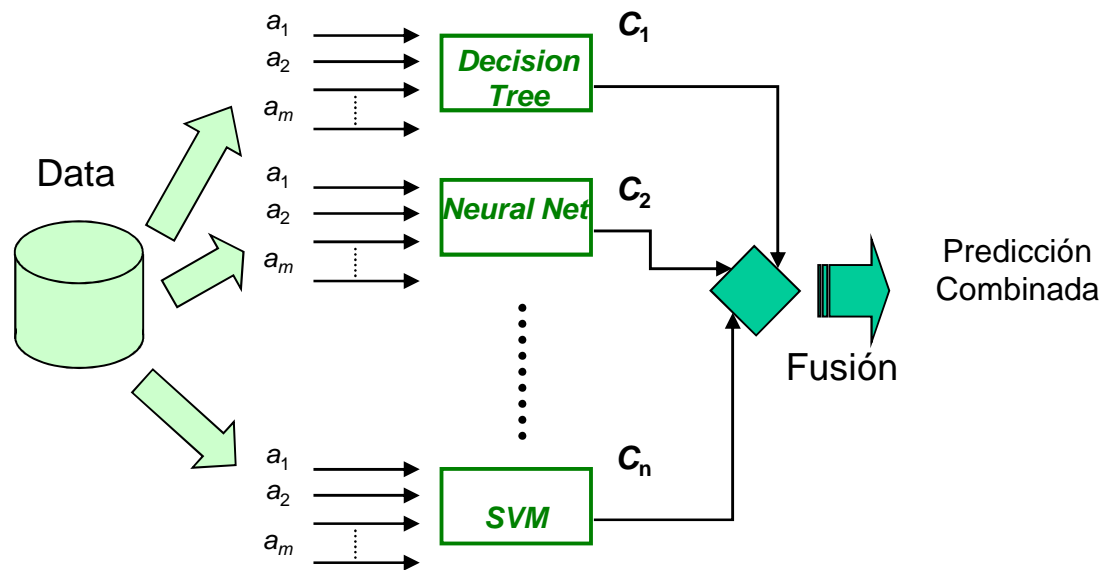 Data
a1
a2
am
Decision
Tree
C1
a1
a2
am
Neural Net
C2
a1
a2
am
SVM
Cn
Fusión
Predicción
Combinada